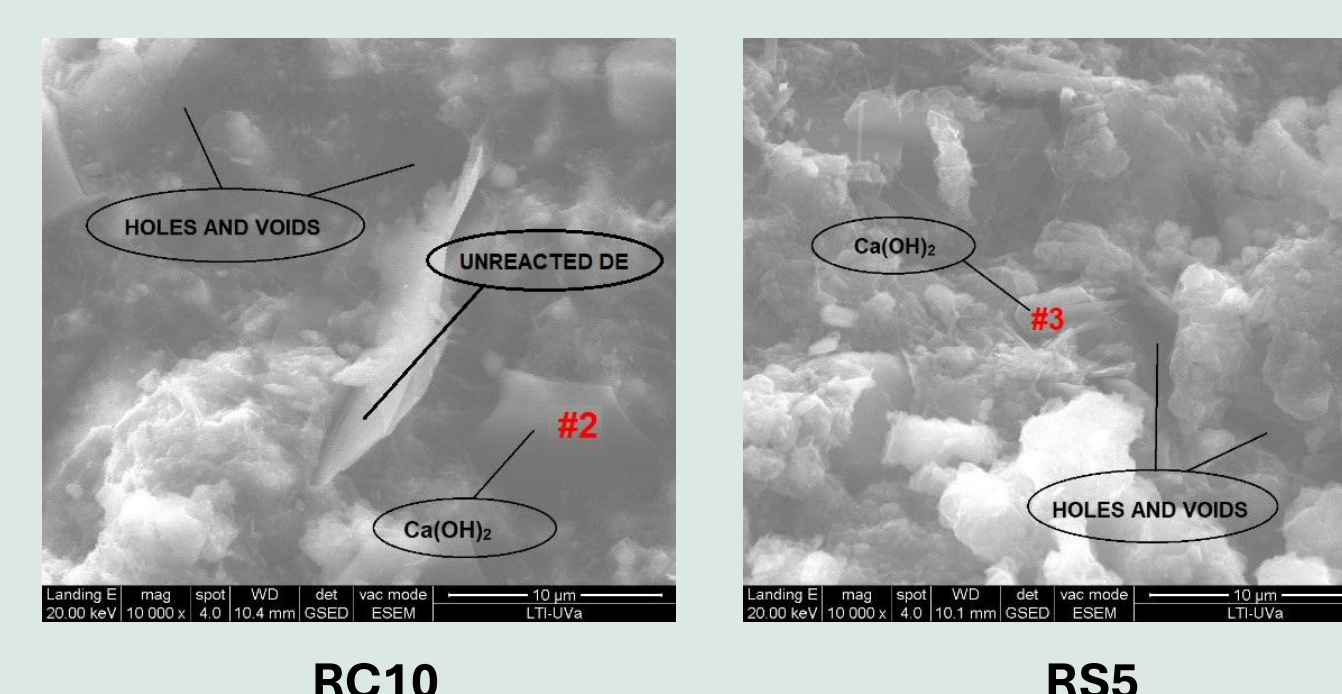 HOLES AND VOIDS
UNREACTED DE
#2
Ca(OH)₂
Landing E mag spot WD det vac mode 10 µm
20.00 keV 10 000 x 4.0 10.4 mm GSED ESEM LTI-UVa
RC10
Ca(OH)₂
#3
HOLES AND VOIDS
Landing E mag spot WD det vac mode 10 µm
20.00 keV 10 000 x 4.0 10.1 mm GSED ESEM LTI-UVa
RS5